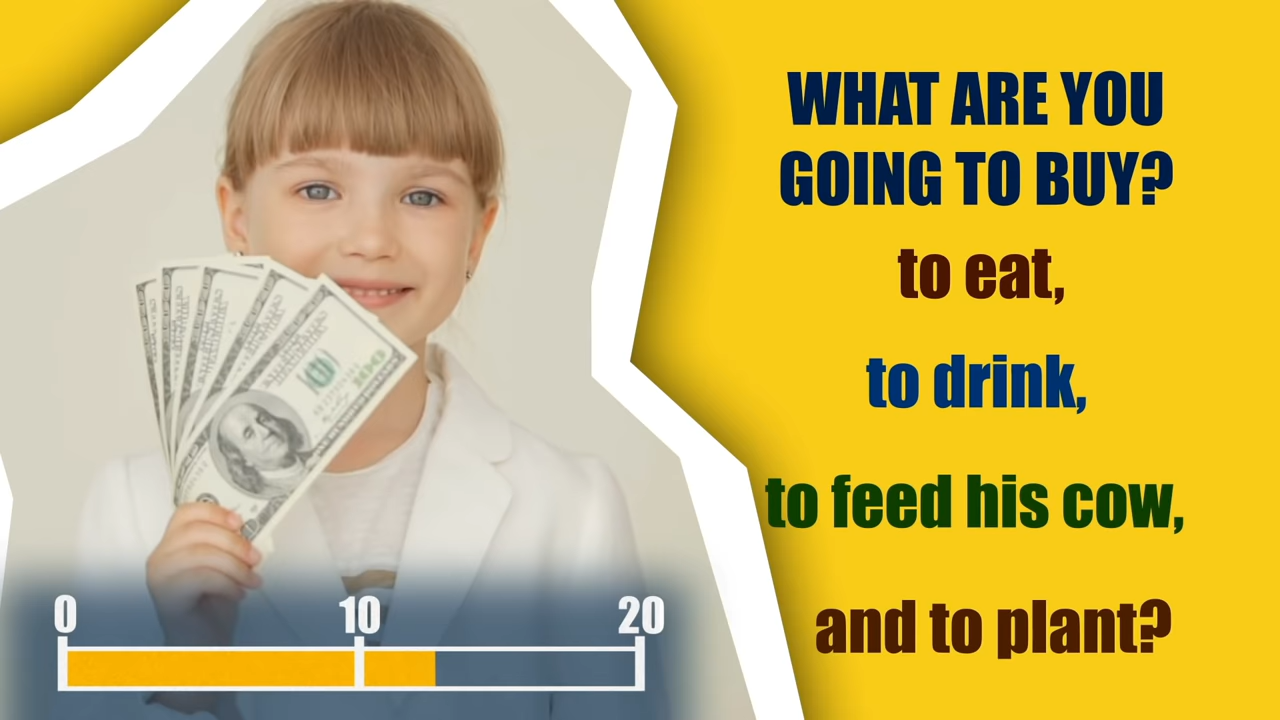 WHAT ARE YOU
GOING TO BUY?
to eat,
to drink,
to feed his cow,
and to plant?
0 10 20
100